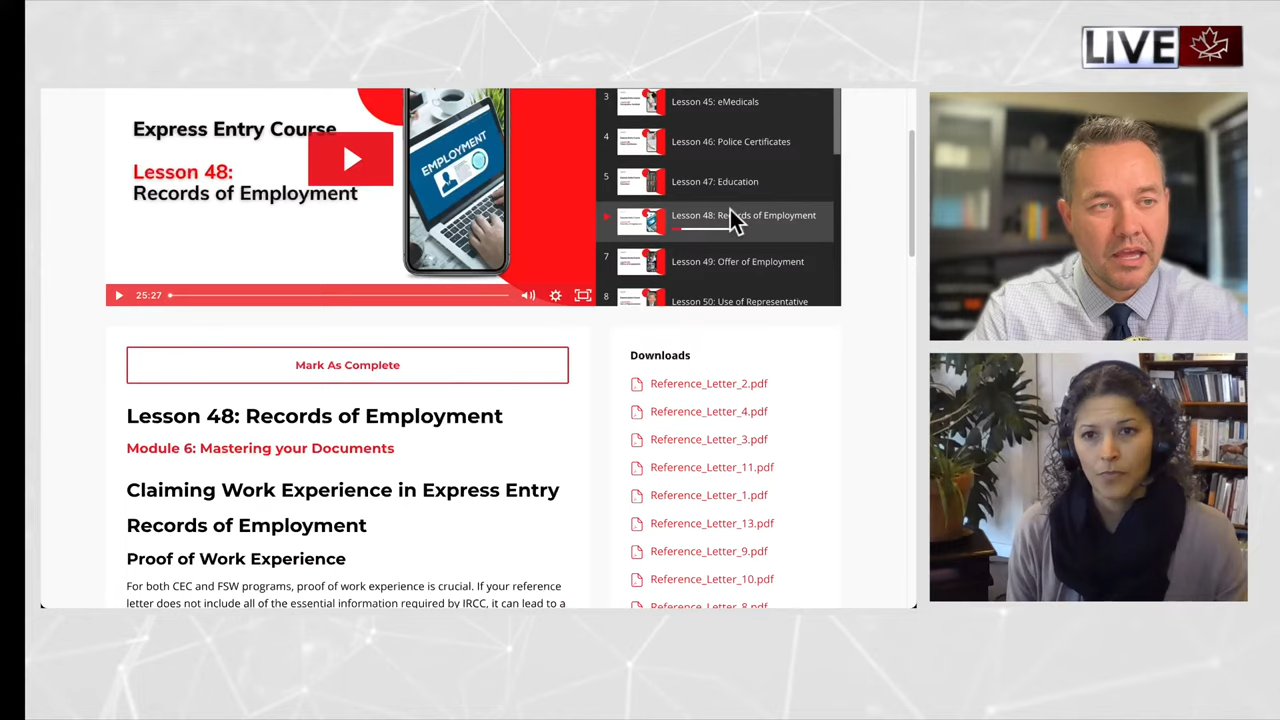 LIVE
Express Entry Course
Lesson 48:
Records of Employment
EMPLOYMENT
25:27
3 Lesson 45: eMedicals
4 Lesson 46: Police Certificates
5 Lesson 47: Education
Lesson 48: Records of Employment
7 Lesson 49: Offer of Employment
8 Lesson 50: Use of Representative
Mark As Complete
Lesson 48: Records of Employment
Module 6: Mastering your Documents
Claiming Work Experience in Express Entry
Records of Employment
Proof of Work Experience
For both CEC and FSW programs, proof of work experience is crucial. If your reference
letter does not include all of the essential information required by IRCC, it can lead to a
Downloads
Reference_Letter_2.pdf
Reference_Letter_4.pdf
Reference_Letter_3.pdf
Reference_Letter_11.pdf
Reference_Letter_1.pdf
Reference_Letter_13.pdf
Reference_Letter_9.pdf
Reference_Letter_10.pdf
Reference_Letter_8.pdf